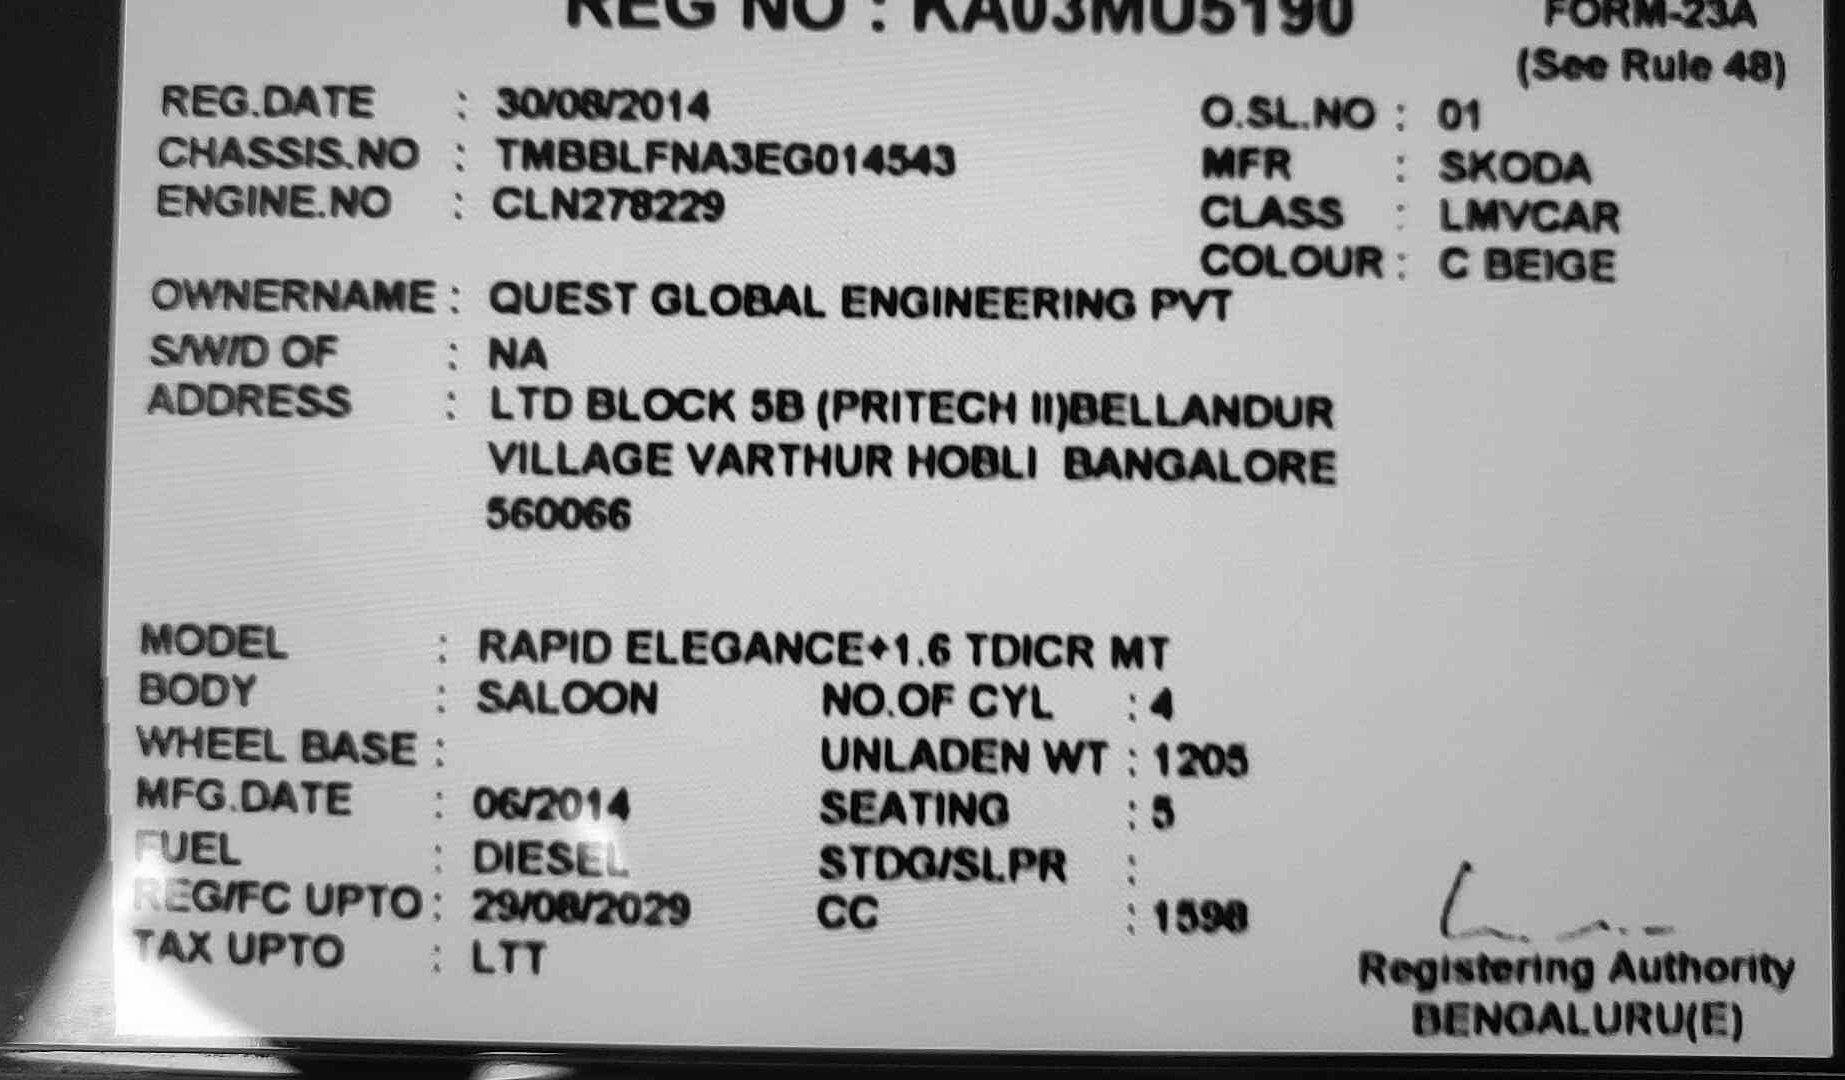 REG NO : KA03MU5190 FORM-23A
(See Rule 48)
REG.DATE : 30/08/2014 O.SL.NO : 01
CHASSIS.NO : TMBBLFNA3EG014543 MFR : SKODA
ENGINE.NO : CLN278229 CLASS : LMVCAR
COLOUR : C BEIGE
OWNERNAME : QUEST GLOBAL ENGINEERING PVT
S/W/D OF : NA
ADDRESS : LTD BLOCK 5B (PRITECH II)BELLANDUR
VILLAGE VARTHUR HOBLI BANGALORE
560066
MODEL : RAPID ELEGANCE+1.6 TDICR MT
BODY : SALOON NO.OF CYL : 4
WHEEL BASE : UNLADEN WT : 1205
MFG.DATE : 06/2014 SEATING : 5
FUEL : DIESEL STDG/SLPR :
REG/FC UPTO : 29/08/2029 CC : 1598
TAX UPTO : LTT
Registering Authority
BENGALURU(E)